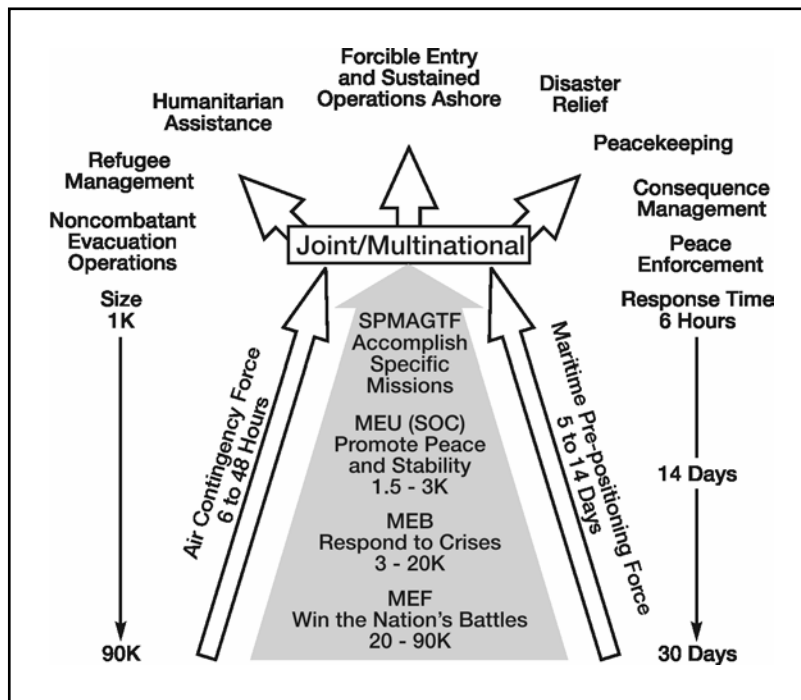 Forcible Entry
and Sustained
Operations Ashore
Humanitarian
Assistance
Disaster
Relief
Refugee
Management
Peacekeeping
Noncombatant
Evacuation
Operations
Consequence
Management
Peace
Enforcement
Joint/Multinational
Size
1K
90K
Air Contingency Force
6 to 48 Hours
SPMAGTF
Accomplish
Specific
Missions
MEU (SOC)
Promote Peace
and Stability
1.5 - 3K
MEB
Respond to Crises
3 - 20K
MEF
Win the Nation's Battles
20 - 90K
Maritime Pre-positioning Force
5 to 14 Days
Response Time
6 Hours
14 Days
30 Days